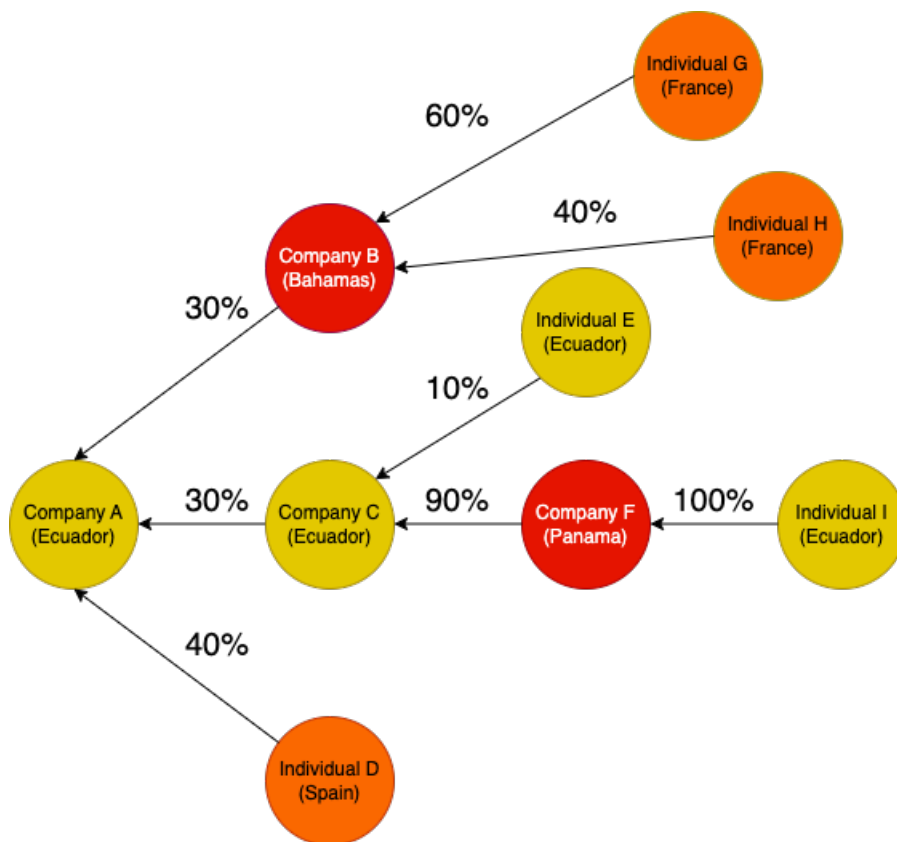 Individual G
(France)
60%
40%
Individual H
(France)
Company B
(Bahamas)
30%
Individual E
(Ecuador)
10%
Company A
(Ecuador)
30%
Company C
(Ecuador)
90%
Company F
(Panama)
100%
Individual I
(Ecuador)
40%
Individual D
(Spain)